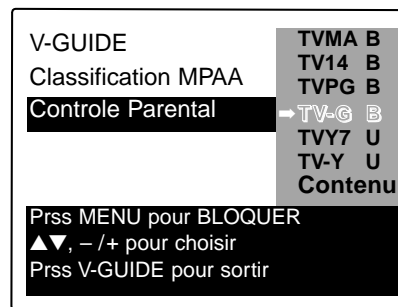 V-GUIDE
Classification MPAA
Controle Parental
TVMA B
TV14 B
TVPG B
➡TV-G B
TVY7 U
TV-Y U
Contenu
Prss MENU pour BLOQUER
▲▼, – /+ pour choisir
Prss V-GUIDE pour sortir